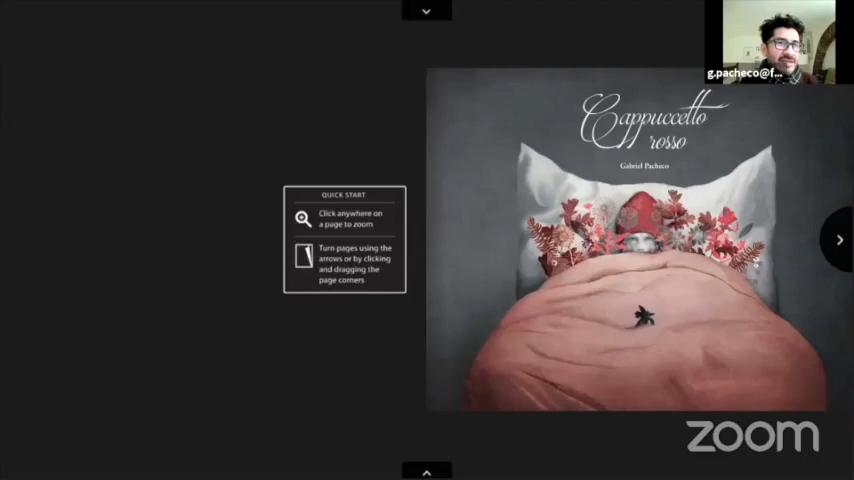 g.pacheco@f...
Cappuccetto
rosso
Gabriel Pacheco
QUICK START
Click anywhere on
a page to zoom
Turn pages using the
arrows or by clicking
and dragging the
page corners
zoom